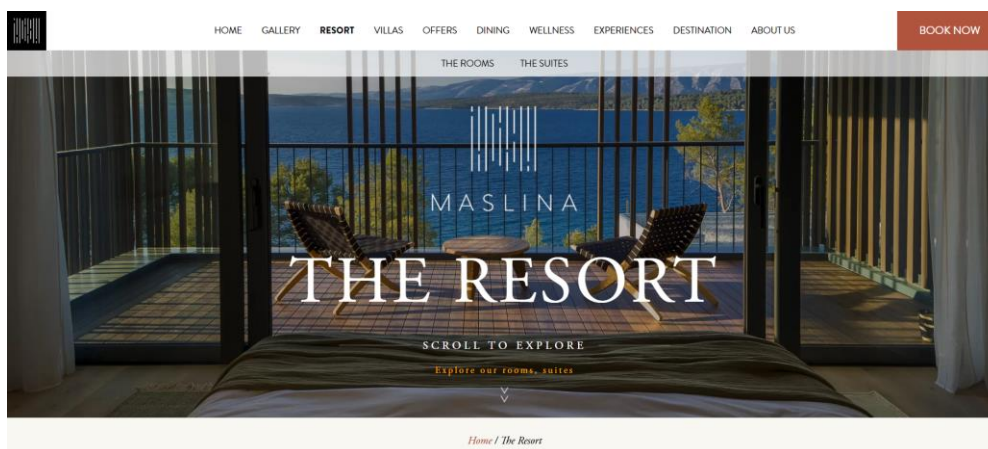 HOME GALLERY RESORT VILLAS OFFERS DINING WELLNESS EXPERIENCES DESTINATION ABOUT US BOOK NOW
THE ROOMS THE SUITES
MASLINA
THE RESORT
SCROLL TO EXPLORE
Explore our rooms, suites
Home / The Resort